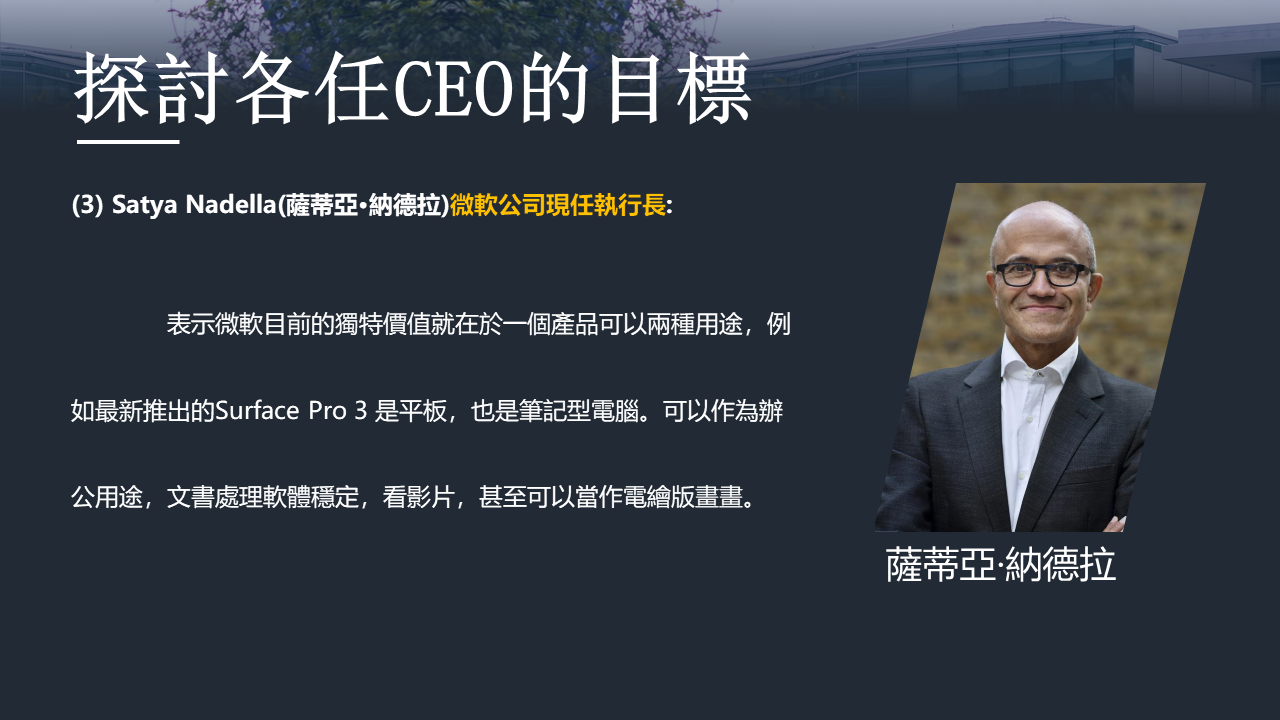 探討各任CEO的目標
(3) Satya Nadella(薩蒂亞•納德拉)微軟公司現任執行長:
表示微軟目前的獨特價值就在於一個產品可以兩種用途，例
如最新推出的Surface Pro 3 是平板，也是筆記型電腦。可以作為辦
公用途，文書處理軟體穩定，看影片，甚至可以當作電繪版畫畫。
薩蒂亞·納德拉